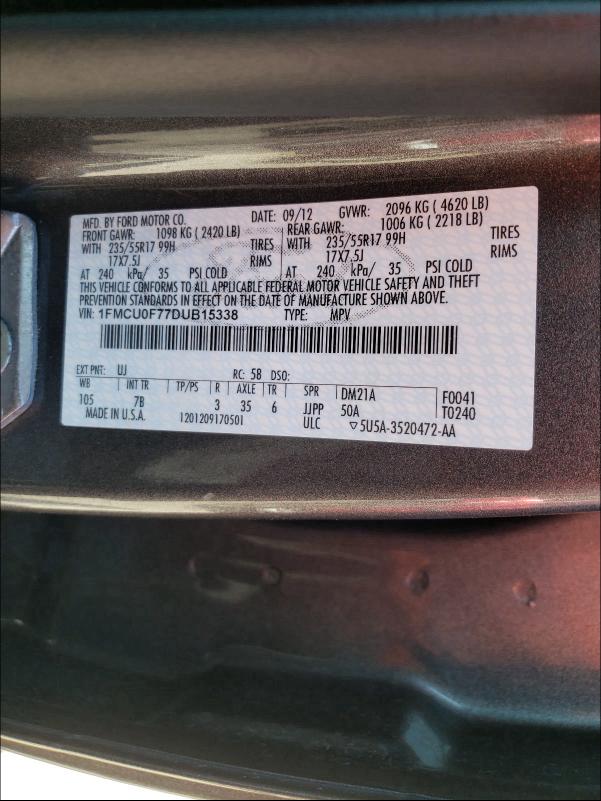 MFD. BY FORD MOTOR CO. DATE: 09/12 GVWR: 2096 KG ( 4620 LB)
FRONT GAWR: 1098 KG ( 2420 LB) REAR GAWR: 1006 KG ( 2218 LB)
WITH 235/55R17 99H TIRES WITH 235/55R17 99H TIRES
17X7.5J RIMS 17X7.5J RIMS
AT 240 kPa/ 35 PSI COLD AT 240 kPa/ 35 PSI COLD
THIS VEHICLE CONFORMS TO ALL APPLICABLE FEDERAL MOTOR VEHICLE SAFETY AND THEFT
PREVENTION STANDARDS IN EFFECT ON THE DATE OF MANUFACTURE SHOWN ABOVE.
VIN: 1FMCU0F77DUB15338 TYPE: MPV
EXT PNT: UJ RC: 58 DSO:
WB INT TR TP/PS R AXLE TR SPR DM21A F0041
105 7B 3 35 6 JJPP 50A T0240
MADE IN U.S.A. 1201209170501 ULC ▽5U5A-3520472-AA